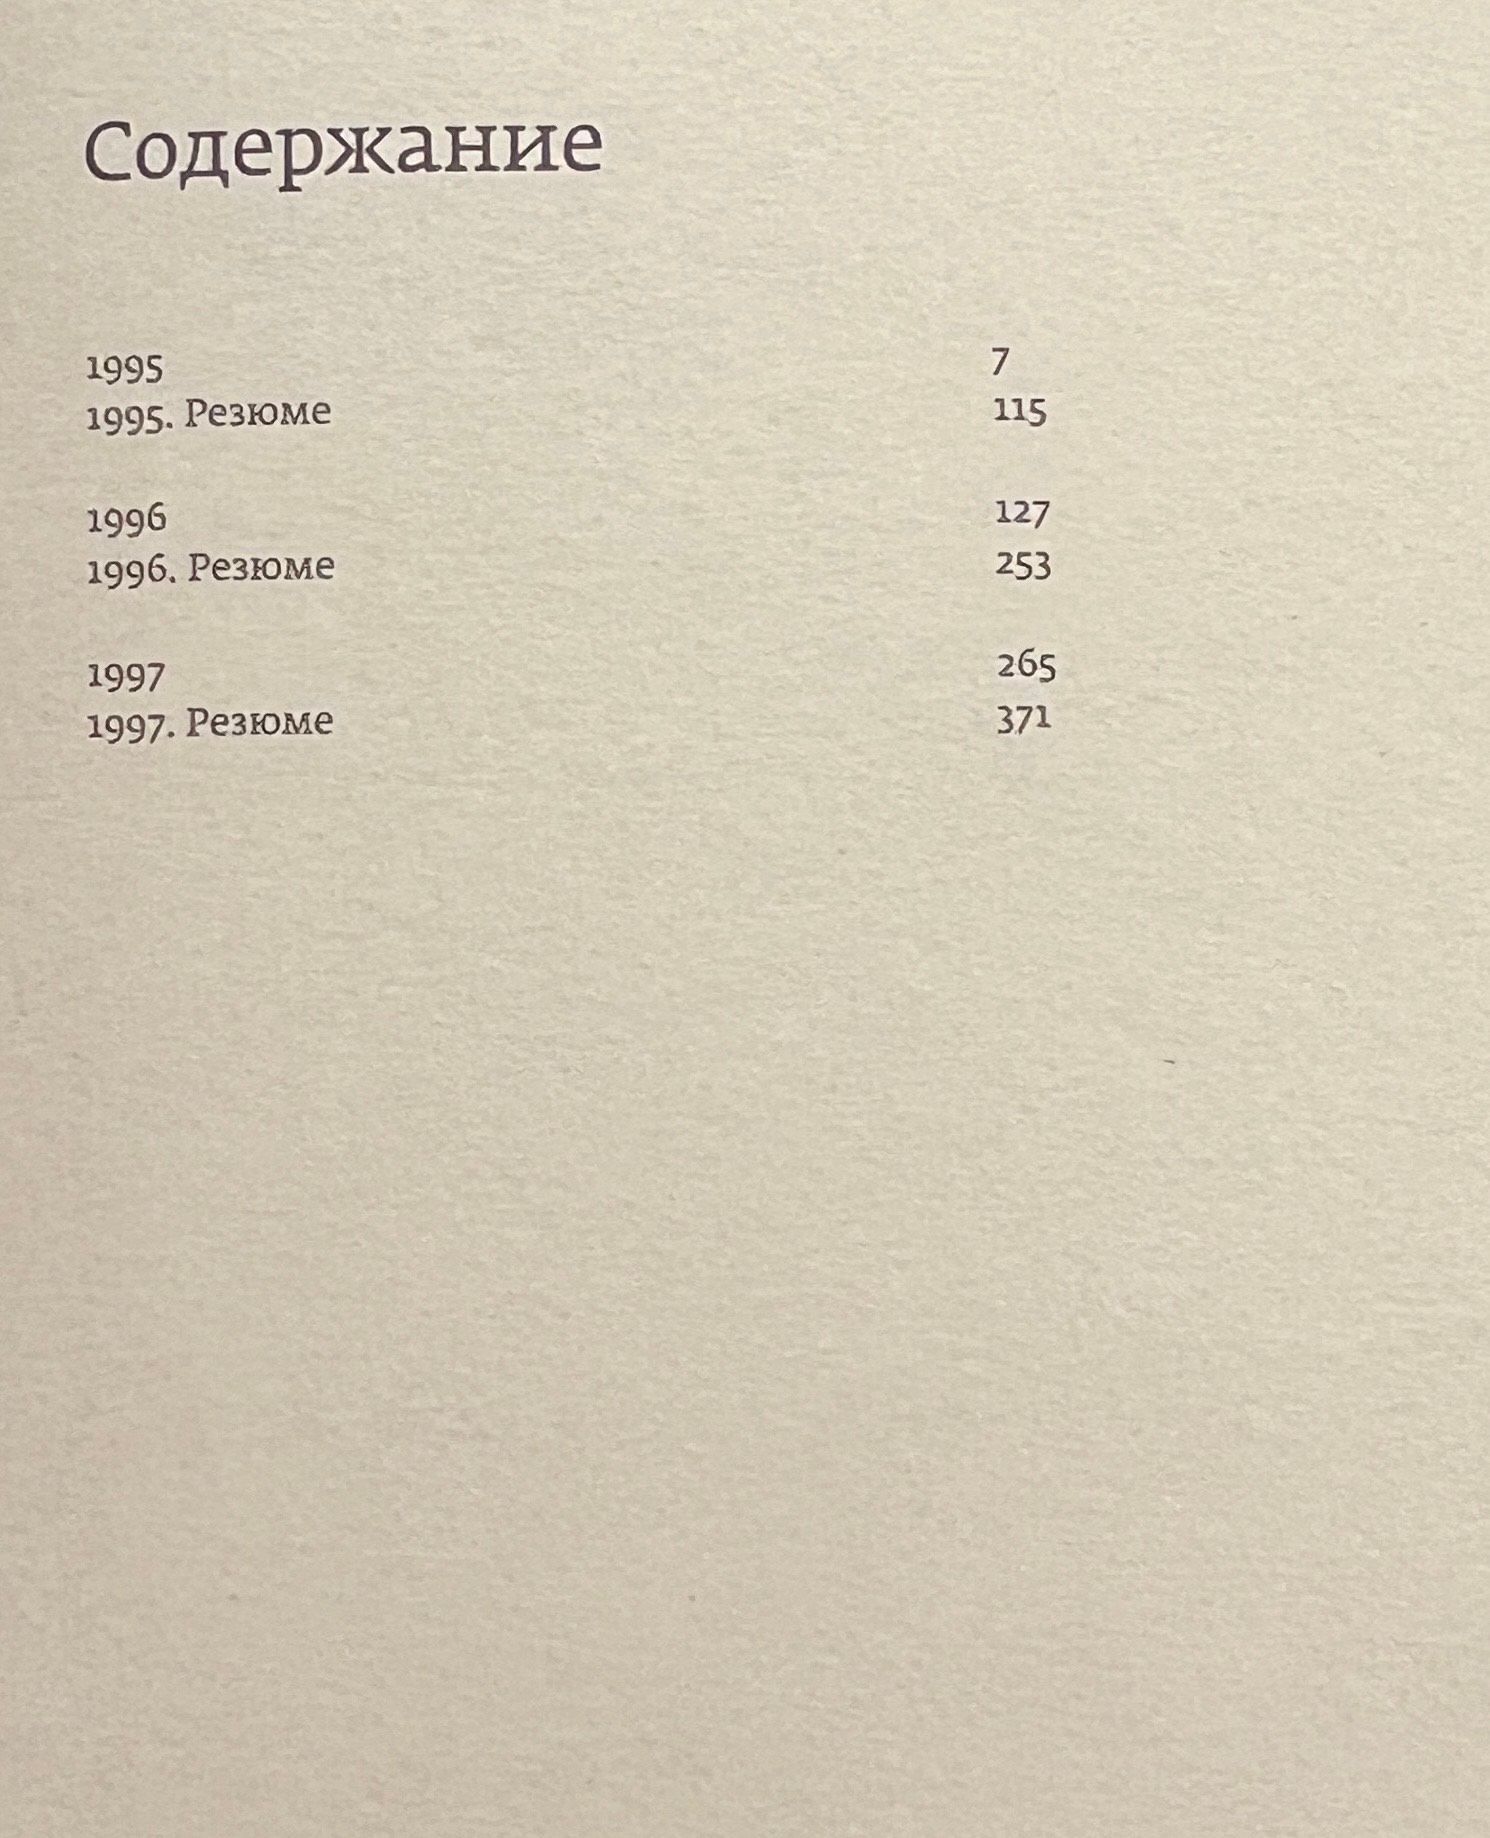 Содержание
1995 7
1995. Резюме 115
1996 127
1996. Резюме 253
1997 265
1997. Резюме 371